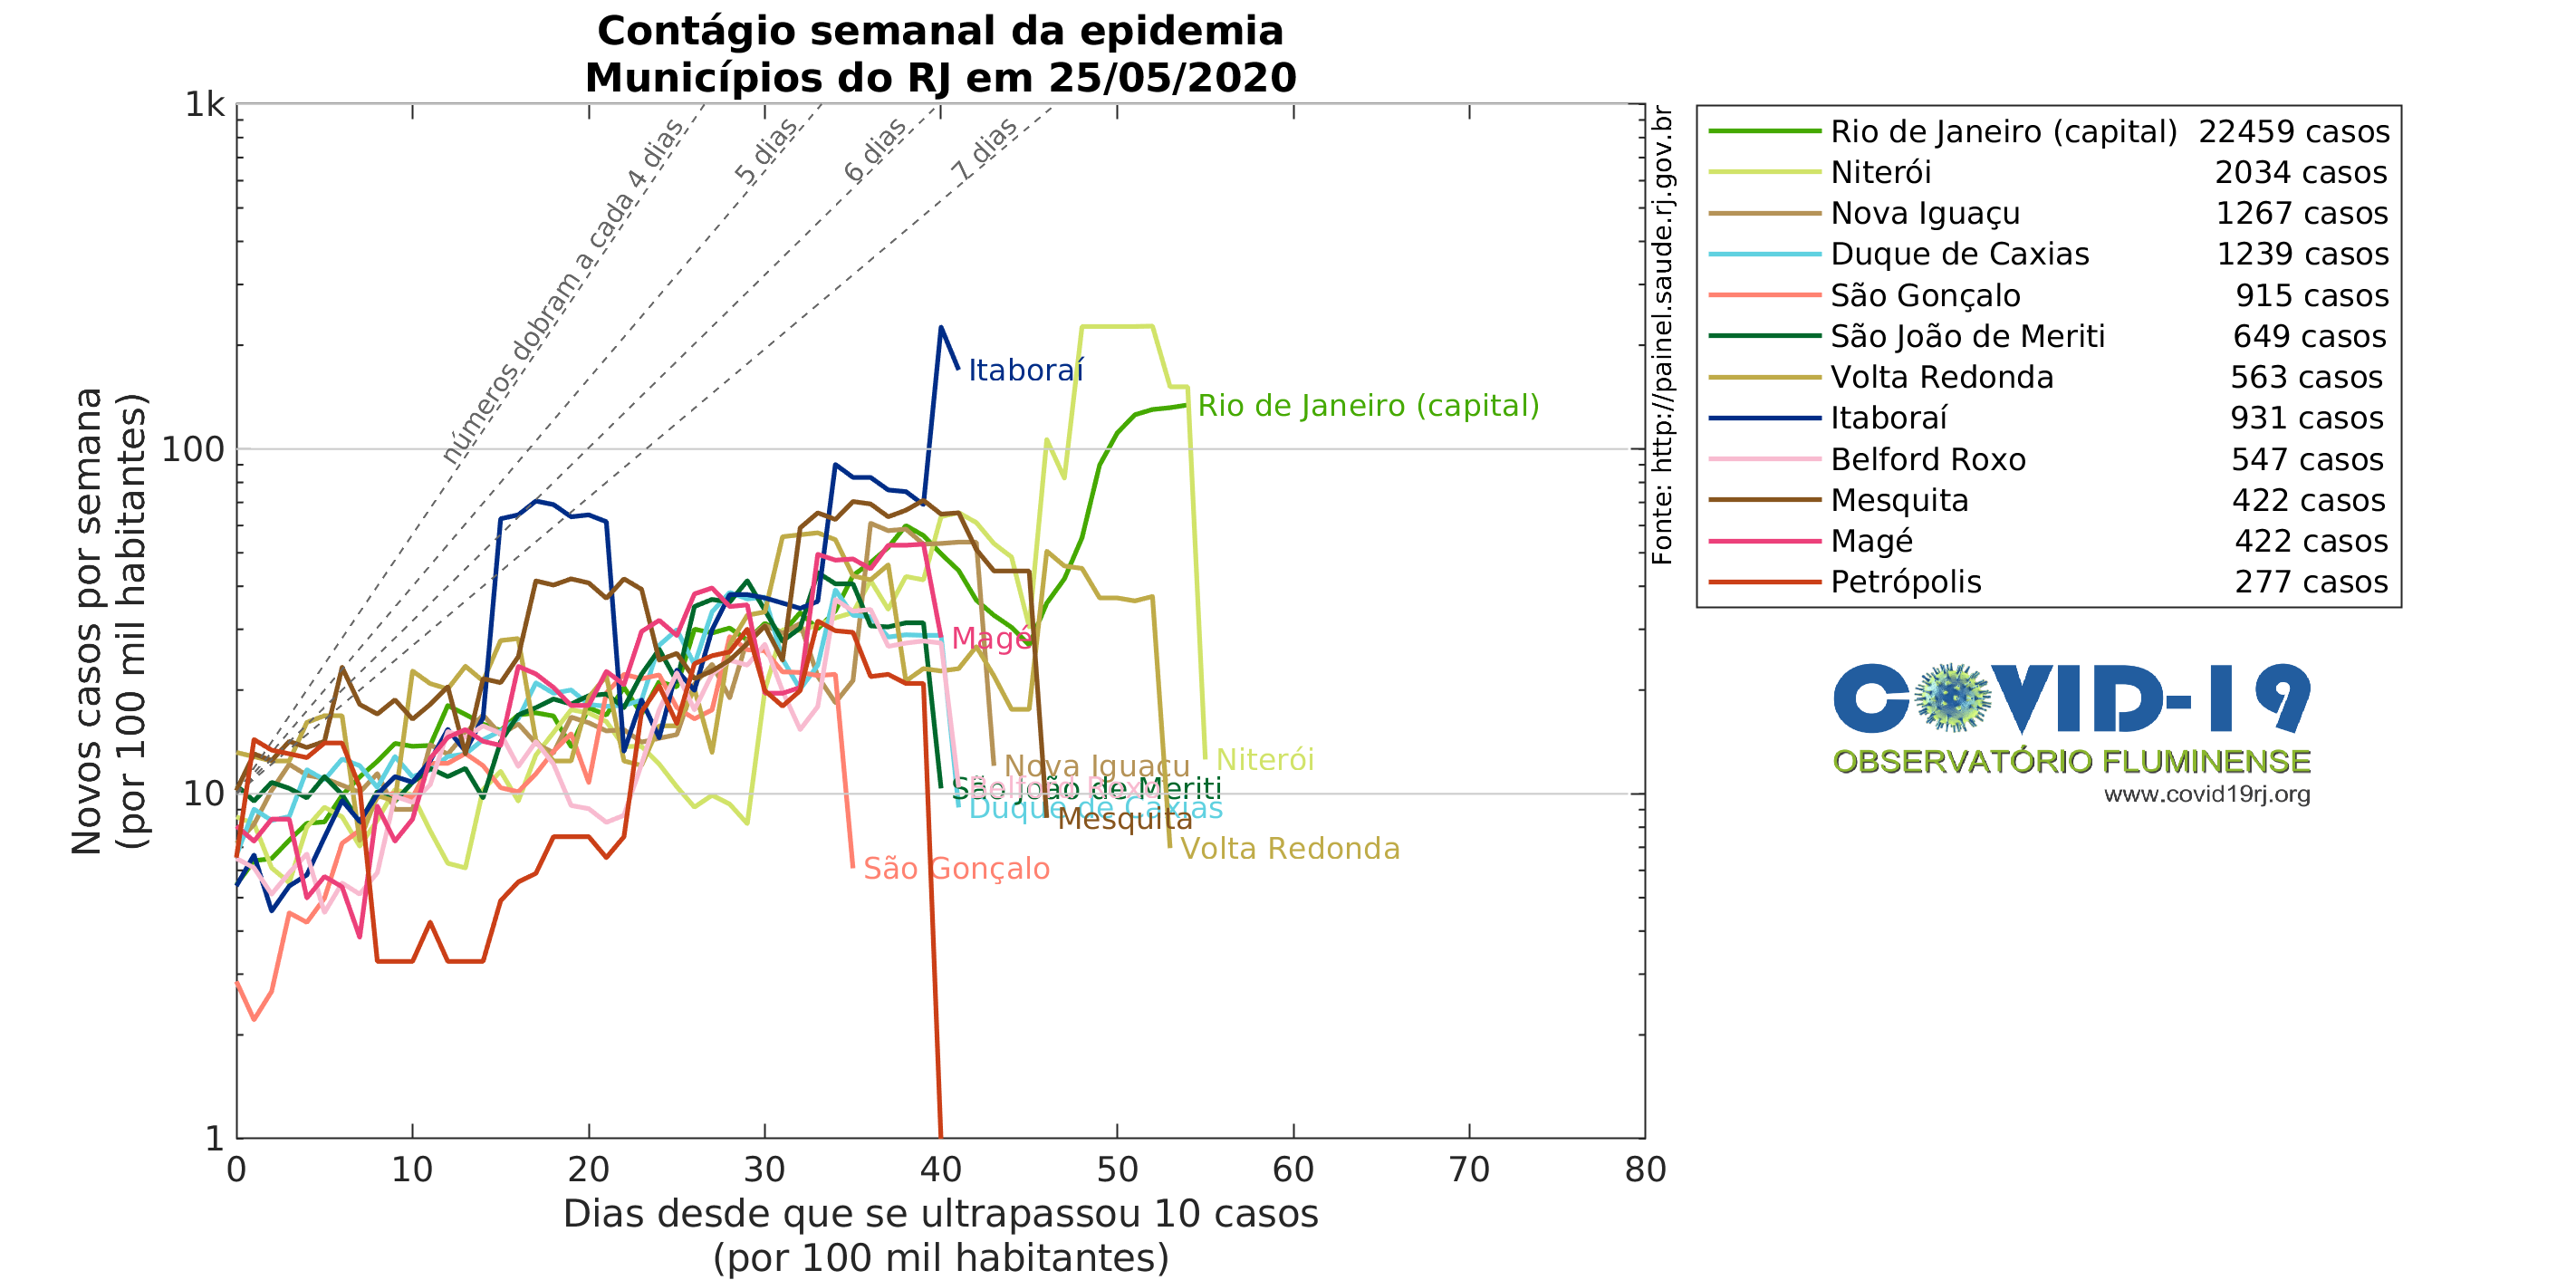 Contágio semanal da epidemia
Municípios do RJ em 25/05/2020
Novos casos por semana
(por 100 mil habitantes)
1k
100
10
1
0 10 20 30 40 50 60 70 80
Dias desde que se ultrapassou 10 casos
(por 100 mil habitantes)
números dobram a cada 4 dias
5 dias
6 dias
7 dias
Itaboraí
Rio de Janeiro (capital)
Magé
Niterói
Nova Iguaçu
Belford Roxo
São João de Meriti
Duque de Caxias
Mesquita
Volta Redonda
São Gonçalo
Fonte: http://painel.saude.rj.gov.br
Rio de Janeiro (capital) 22459 casos
Niterói 2034 casos
Nova Iguaçu 1267 casos
Duque de Caxias 1239 casos
São Gonçalo 915 casos
São João de Meriti 649 casos
Volta Redonda 563 casos
Itaboraí 931 casos
Belford Roxo 547 casos
Mesquita 422 casos
Magé 422 casos
Petrópolis 277 casos
COVID-19
OBSERVATÓRIO FLUMINENSE
www.covid19rj.org